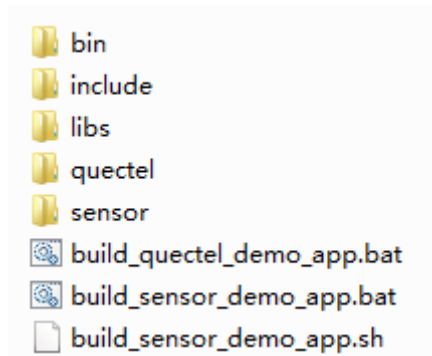 bin
include
libs
quectel
sensor
build_quectel_demo_app.bat
build_sensor_demo_app.bat
build_sensor_demo_app.sh